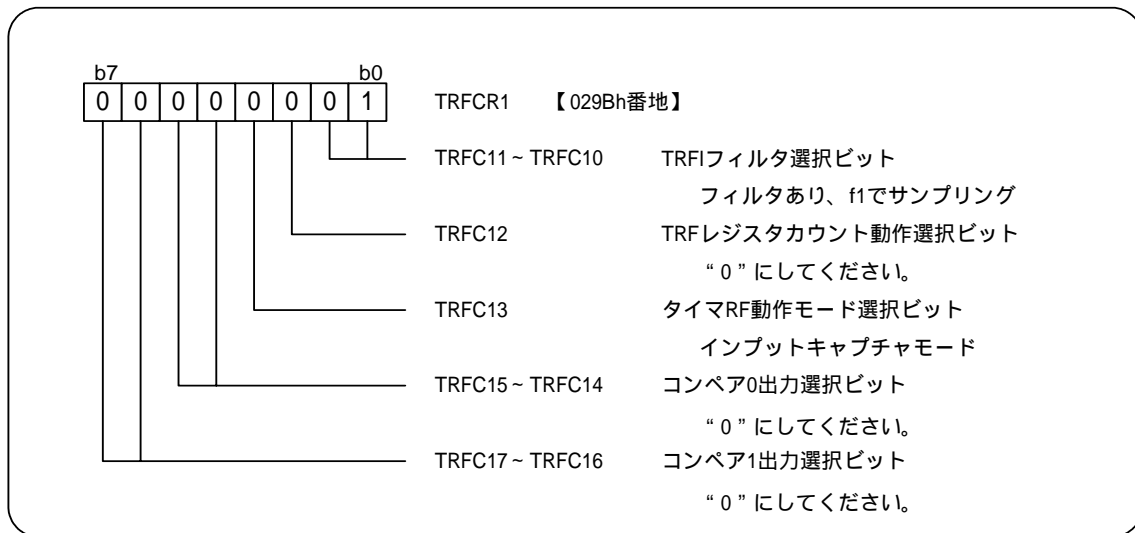 b7 b0
0 0 0 0 0 0 0 1 TRFCR1 【029Bh番地】
TRFC11~TRFC10 TRFIフィルタ選択ビット
フィルタあり、f1でサンプリング
TRFC12 TRFレジスタカウント動作選択ビット
“0”にしてください。
TRFC13 タイマRF動作モード選択ビット
インプットキャプチャモード
TRFC15~TRFC14 コンペア0出力選択ビット
“0”にしてください。
TRFC17~TRFC16 コンペア1出力選択ビット
“0”にしてください。